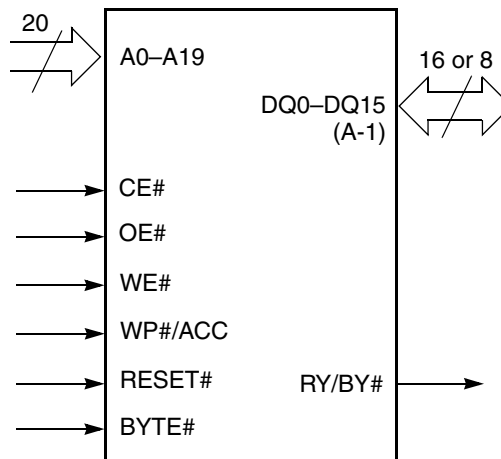 20
A0–A19
16 or 8
DQ0–DQ15
(A-1)
CE#
OE#
WE#
WP#/ACC
RESET#
RY/BY#
BYTE#